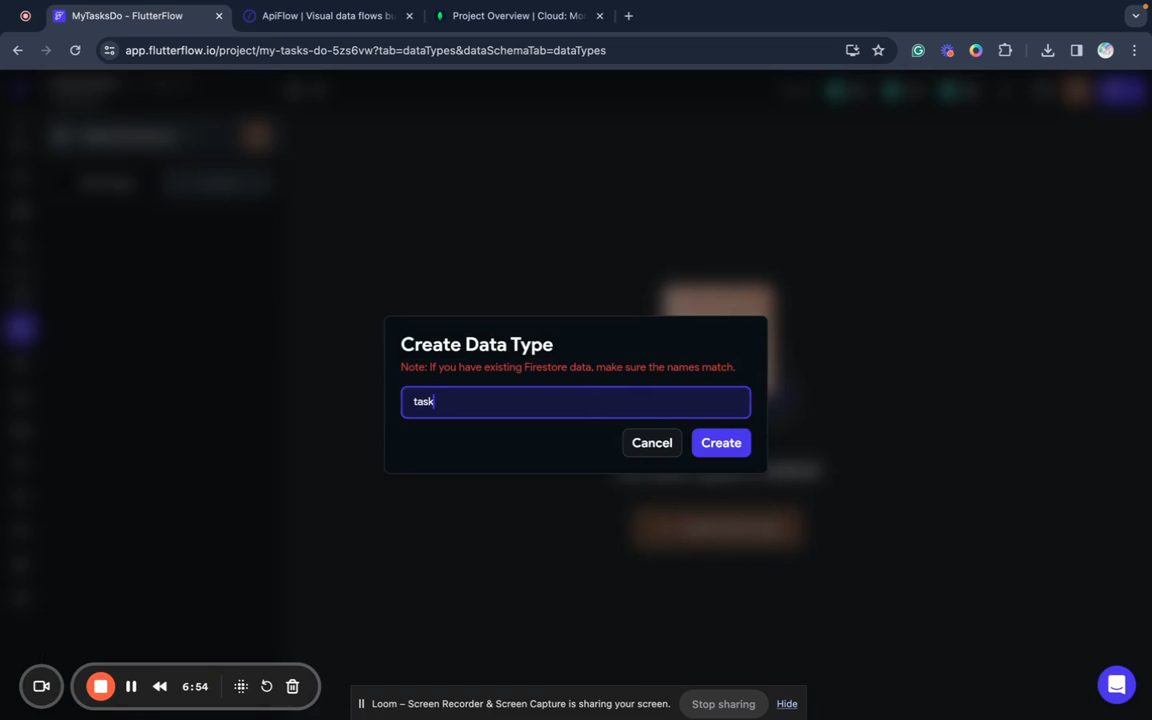 MyTasksDo - FlutterFlow
ApiFlow | Visual data flows bu
Project Overview | Cloud: Mo
app.flutterflow.io/project/my-tasks-do-5zs6vw?tab=dataTypes&dataSchemaTab=dataTypes
Create Data Type
Note: If you have existing Firestore data, make sure the names match.
task
Cancel
Create
6:54
Loom – Screen Recorder & Screen Capture is sharing your screen.
Stop sharing
Hide